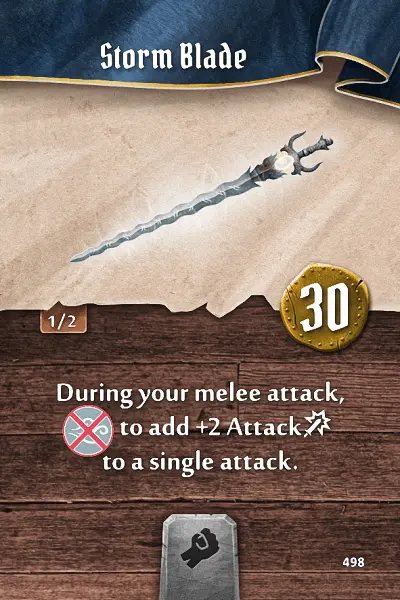 Storm Blade
1/2
30
During your melee attack,
to add +2 Attack
to a single attack.
498